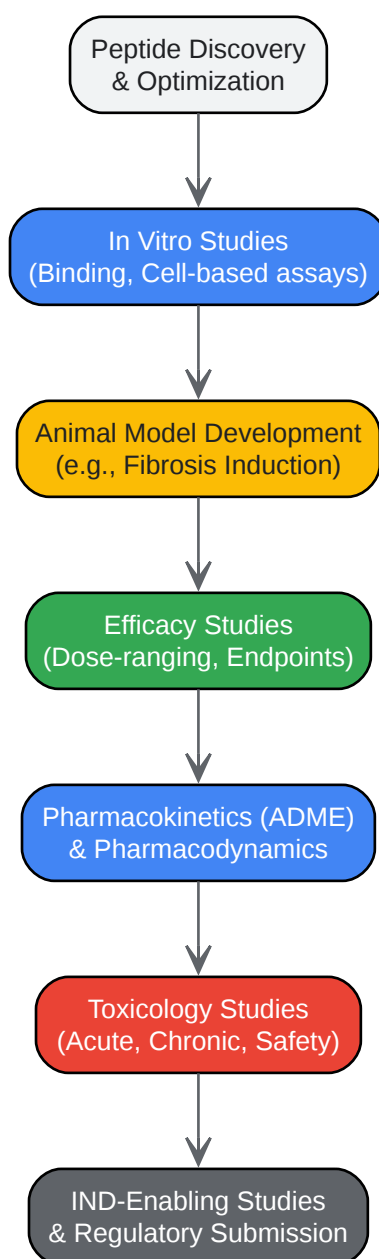 Peptide Discovery
& Optimization
In Vitro Studies
(Binding, Cell-based assays)
Animal Model Development
(e.g., Fibrosis Induction)
Efficacy Studies
(Dose-ranging, Endpoints)
Pharmacokinetics (ADME)
& Pharmacodynamics
Toxicology Studies
(Acute, Chronic, Safety)
IND-Enabling Studies
& Regulatory Submission